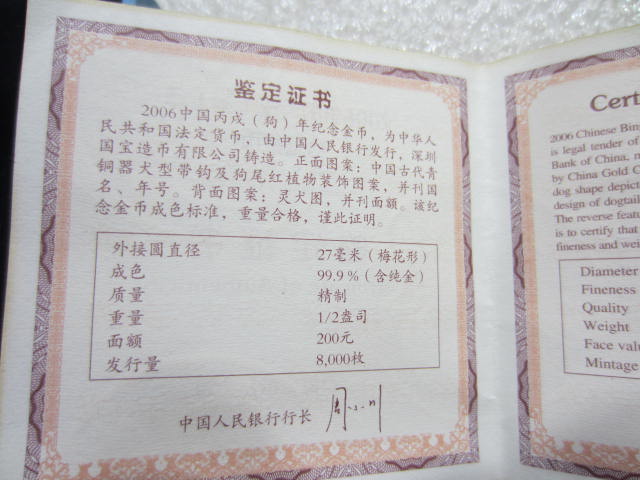 鉴定证书
2006中国丙戌(狗)年纪念金币，为中华人
民共和国法定货币，由中国人民银行发行，深圳
国宝造币有限公司铸造。正面图案：中国古代青
铜器犬型带钩及狗尾红植物装饰图案，并刊国
名、年号。背面图案：灵犬图，并刊面额。该纪
念金币成色标准，重量合格，谨此证明。
外接圆直径 27毫米(梅花形)
成色 99.9%(含纯金)
质量 精制
重量 1/2盎司
面额 200元
发行量 8,000枚
中国人民银行行长
Certi
2006 Chinese Bin
is legal tender of
Bank of China, m
by China Gold C
dog shape depict
design of dogtail
The reverse feat
is to certify that
fineness and wei
Diameter
Fineness
Quality
Weight
Face valu
Mintage